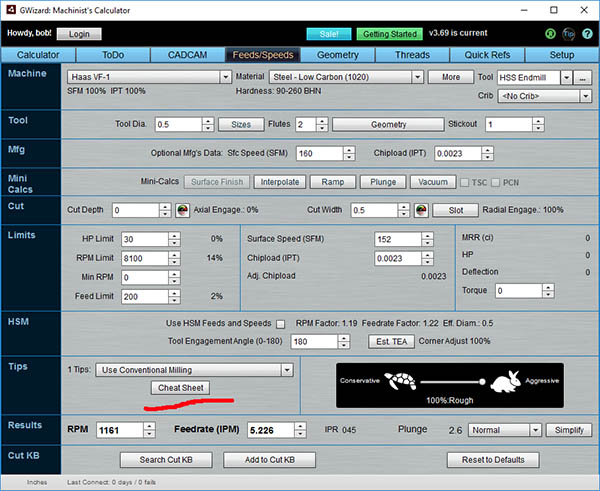 GWizard: Machinist's Calculator
Howdy, bob! Login Sale! Getting Started v3.69 is current Tip ?
Calculator ToDo CADCAM Feeds/Speeds Geometry Threads Quick Refs Setup
Machine Haas VF-1 Material Steel - Low Carbon (1020) More Tool HSS Endmill ...
SFM 100% IPT 100% Hardness: 90-260 BHN Crib <No Crib>
Tool Tool Dia. 0.5 Sizes Flutes 2 Geometry Stickout 1
Mfg Optional Mfg's Data: Sfc Speed (SFM) 160 Chipload (IPT) 0.0023
Mini Calcs Mini-Calcs Surface Finish Interpolate Ramp Plunge Vacuum TSC PCN
Cut Cut Depth 0 Axial Engage.: 0% Cut Width 0.5 Slot Radial Engage.: 100%
Limits HP Limit 30 0% Surface Speed (SFM) 152 MRR (ci) 0
RPM Limit 8100 14% Chipload (IPT) 0.0023 HP 0
Min RPM 0 Adj. Chipload 0.0023 Deflection 0
Feed Limit 200 2% Torque 0
HSM Use HSM Feeds and Speeds RPM Factor: 1.19 Feedrate Factor: 1.22 Eff. Diam.: 0.5
Tool Engagement Angle (0-180) 180 Est. TEA Corner Adjust 100%
Tips 1 Tips: Use Conventional Milling
Cheat Sheet
Conservative Aggressive
100%:Rough
Results RPM 1161 Feedrate (IPM) 5.226 IPR 045 Plunge 2.6 Normal Simplify
Cut KB Search Cut KB Add to Cut KB Reset to Defaults
Inches Last Connect: 0 days / 0 fails